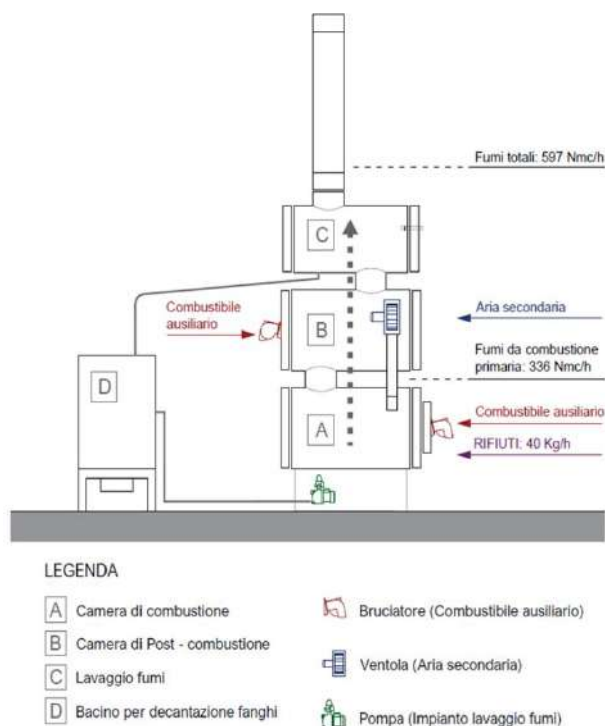 Fumi totali: 597 Nmc/h
C
Combustibile
ausiliario
Aria secondaria
B
Fumi da combustione
primaria: 336 Nmc/h
D
Combustibile ausiliario
A
RIFIUTI: 40 Kg/h
LEGENDA
A Camera di combustione
Bruciatore (Combustibile ausiliario)
B Camera di Post - combustione
Ventola (Aria secondaria)
C Lavaggio fumi
D Bacino per decantazione fanghi
Pompa (Impianto lavaggio fumi)